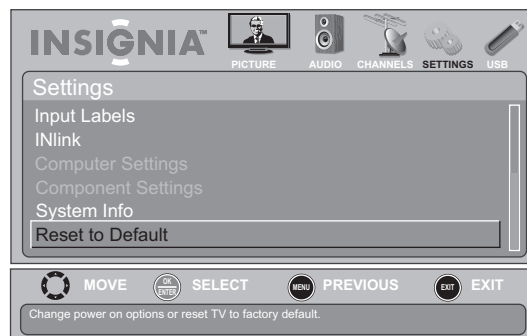 INSIGNIA™
PICTURE AUDIO CHANNELS SETTINGS USB
Settings
Input Labels
INlink
Computer Settings
Component Settings
System Info
Reset to Default
MOVE OK ENTER SELECT MENU PREVIOUS EXIT EXIT
Change power on options or reset TV to factory default.